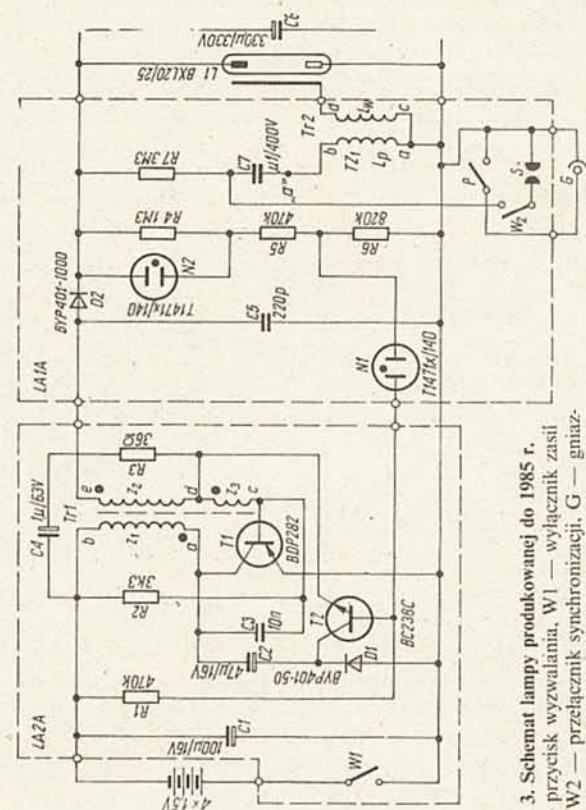 LA2A
4×1,5V
W1
C1
100μ/16V
R1
470k
C2
47μ/16V
D1
BYP401-50
C3
10n
R2
3k3
T2
BC238C
T1
BDP282
C4
1μ/63V
Tr1
b
z1
a
e
z2
d
z3
c
R3
36Ω
LA1A
BYP401-1000
D2
C5
220p
N1
T1471x/140
N2
T1471x/140
R4 1M3
R5
470k
R6
820k
R7 3M3
C7
μ1/400V
"a"
Tr2
b
TZ1
Lp
a
d
Lw
c
L1 BXL20/25
Ce
330μ/330V
P
W2
S
G
3. Schemat lampy produkowanej do 1985 r.
przycisk wyzwalania, W1 — wyłącznik zasil
W2 — przełącznik synchronizacji, G — gniaz-